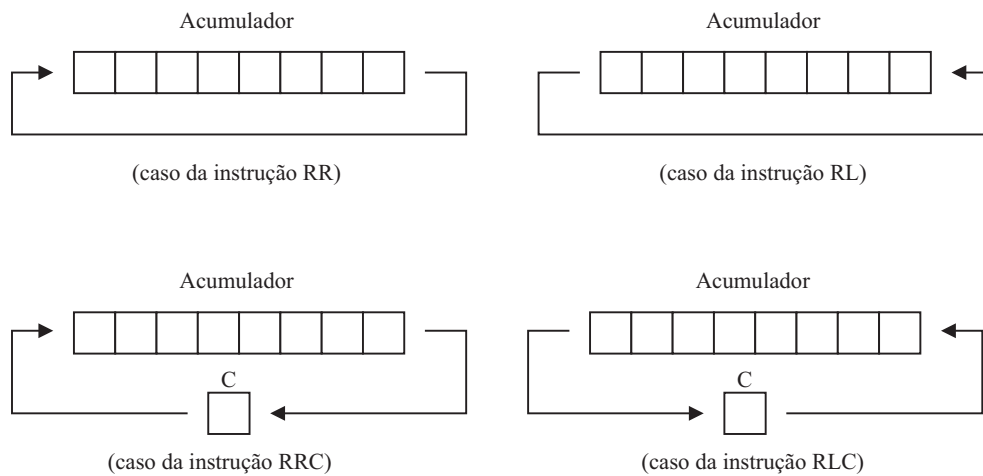 Acumulador
Acumulador
(caso da instrução RR)
(caso da instrução RL)
Acumulador
Acumulador
C
C
(caso da instrução RRC)
(caso da instrução RLC)